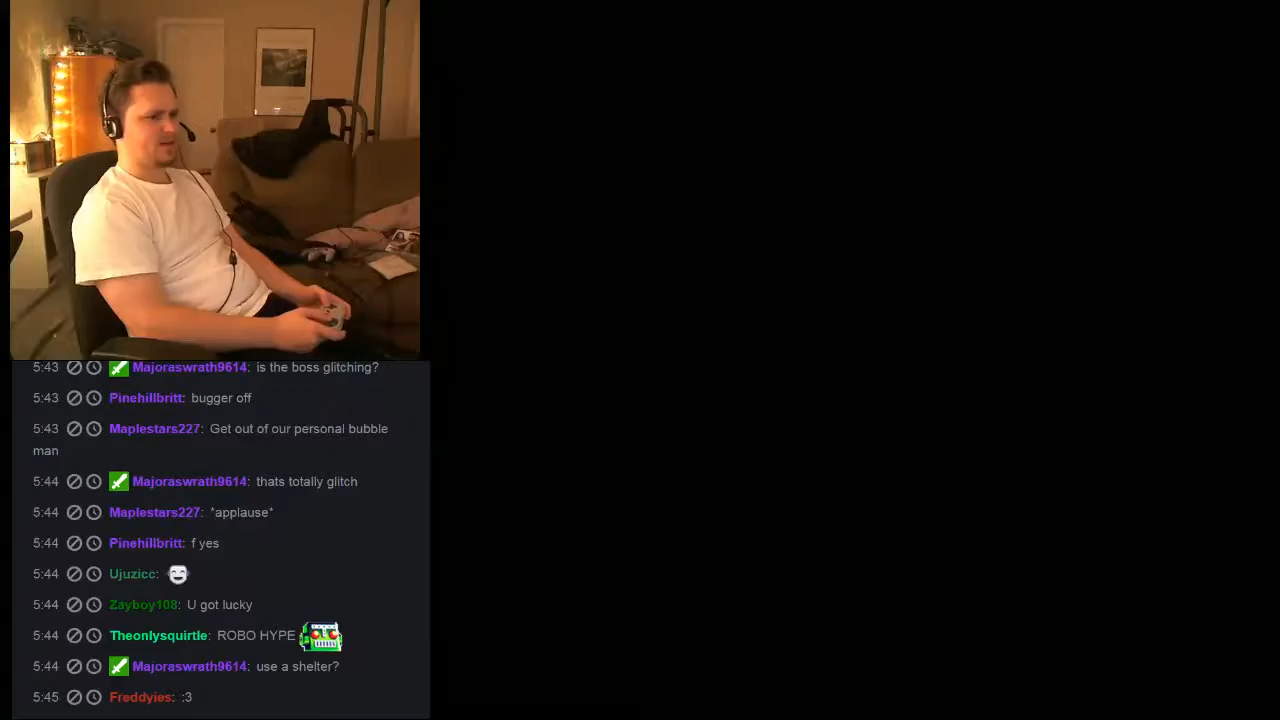 5:43 Majoraswrath9614: is the boss glitching?
5:43 Pinehillbritt: bugger off
5:43 Maplestars227: Get out of our personal bubble
man
5:44 Majoraswrath9614: thats totally glitch
5:44 Maplestars227: *applause*
5:44 Pinehillbritt: f yes
5:44 Ujuzicc:
5:44 Zayboy108: U got lucky
5:44 Theonlysquirtle: ROBO HYPE
5:44 Majoraswrath9614: use a shelter?
5:45 Freddyies: :3